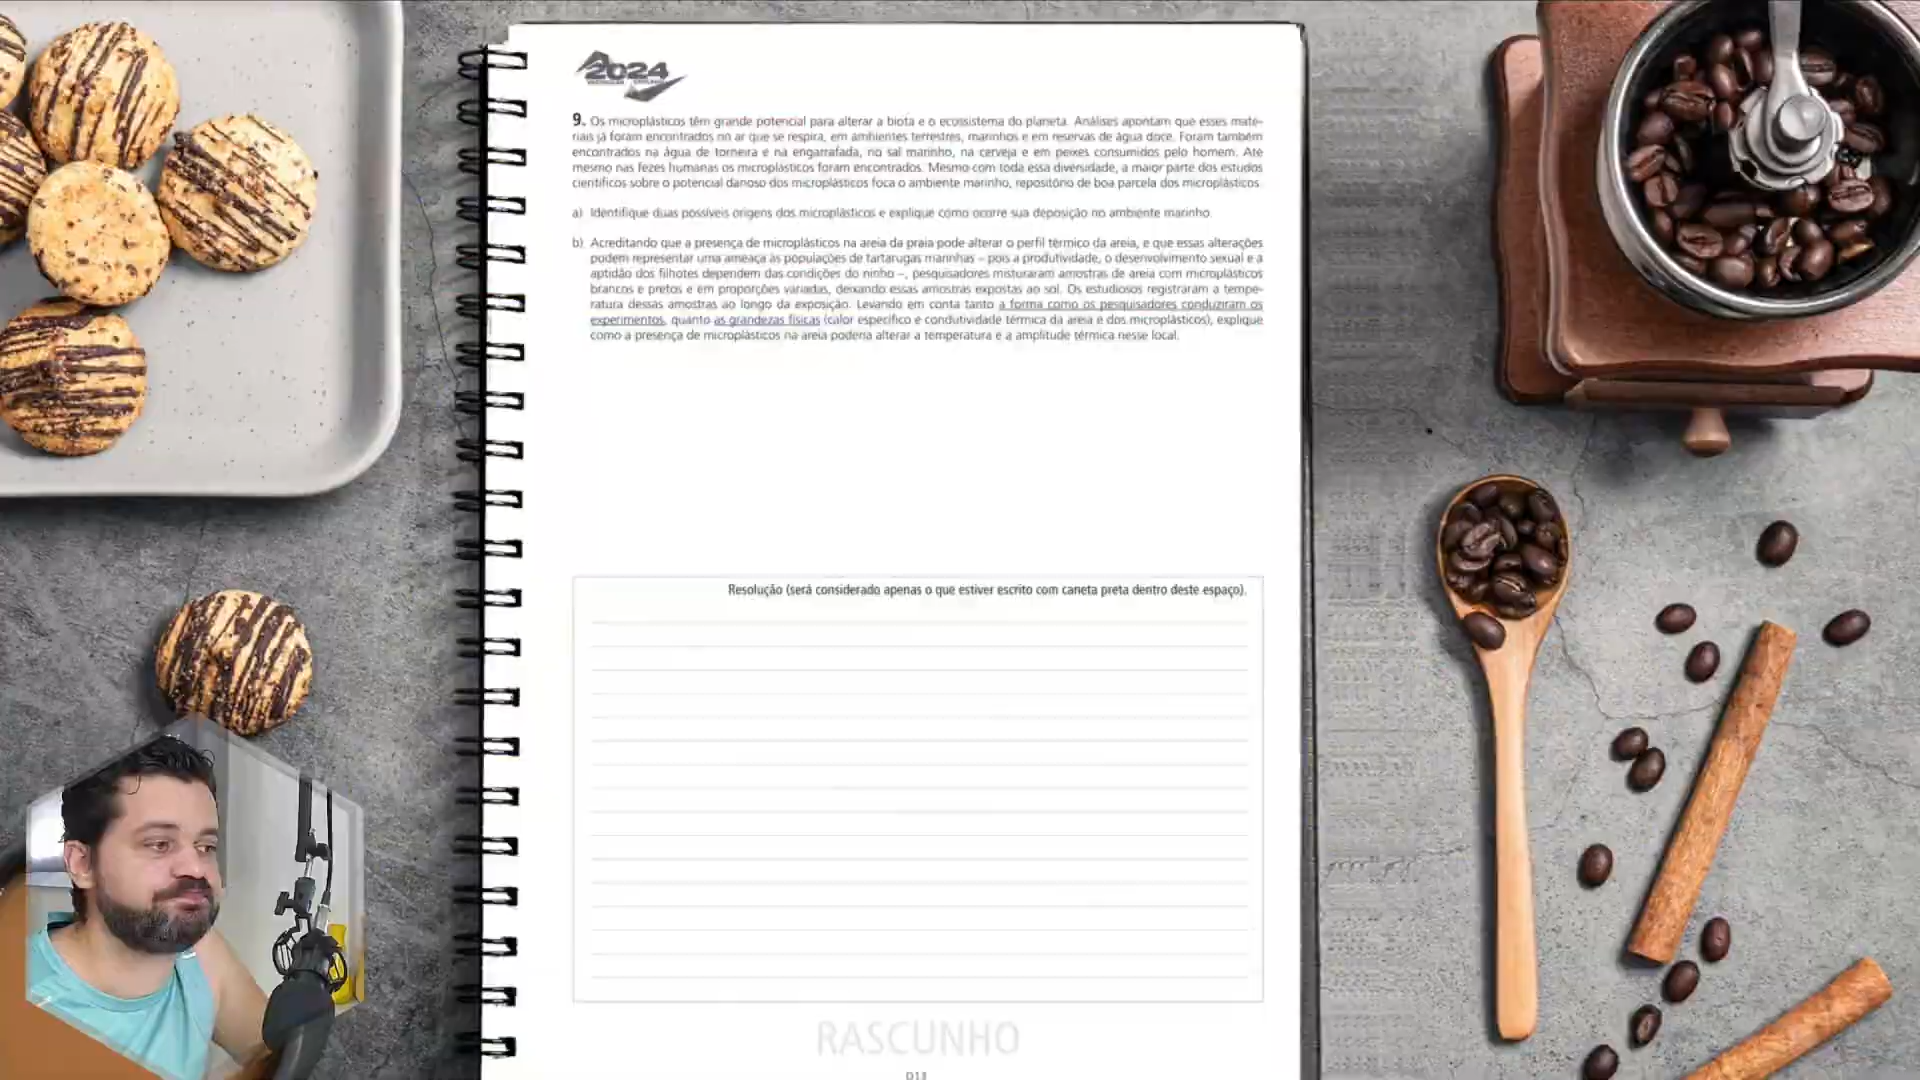 2024
9. Os microplásticos têm grande potencial para alterar a biota e o ecossistema do planeta. Análises apontam que esses mate-
riais já foram encontrados no ar que se respira, em ambientes terrestres, marinhos e em reservas de água doce. Foram também
encontrados na água de torneira e na engarrafada, no sal marinho, na cerveja e em peixes consumidos pelo homem. Até
mesmo nas fezes humanas os microplásticos foram encontrados. Mesmo com toda essa diversidade, a maior parte dos estudos
científicos sobre o potencial danoso dos microplásticos foca o ambiente marinho, repositório de boa parcela dos microplásticos.
a) Identifique duas possíveis origens dos microplásticos e explique como ocorre sua deposição no ambiente marinho.
b) Acreditando que a presença de microplásticos na areia da praia pode alterar o perfil térmico da areia, e que essas alterações
podem representar uma ameaça às populações de tartarugas marinhas – pois a produtividade, o desenvolvimento sexual e a
aptidão dos filhotes dependem das condições do ninho –, pesquisadores misturaram amostras de areia com microplásticos
brancos e pretos e em proporções variadas, deixando essas amostras expostas ao sol. Os estudiosos registraram a tempe-
ratura dessas amostras ao longo da exposição. Levando em conta tanto a forma como os pesquisadores conduziram os
experimentos, quanto as grandezas físicas (calor específico e condutividade térmica da areia e dos microplásticos), explique
como a presença de microplásticos na areia poderia alterar a temperatura e a amplitude térmica nesse local.
Resolução (será considerado apenas o que estiver escrito com caneta preta dentro deste espaço).
RASCUNHO